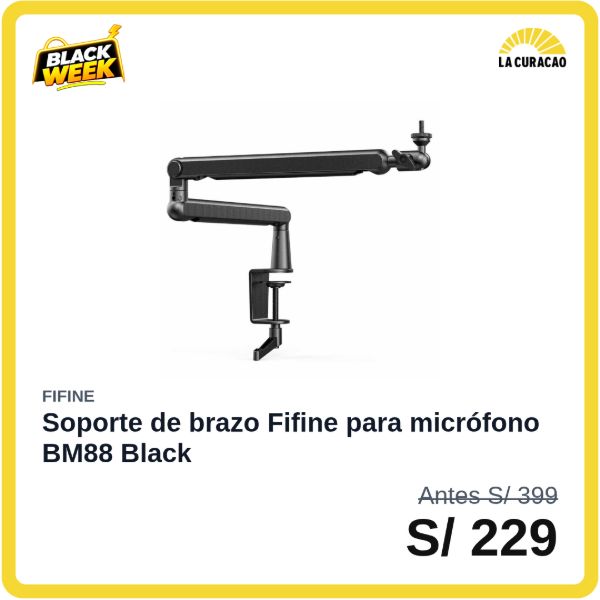 BLACK
WEEK
LA CURACAO
FIFINE
Soporte de brazo Fifine para micrófono
BM88 Black
Antes S/ 399
S/ 229